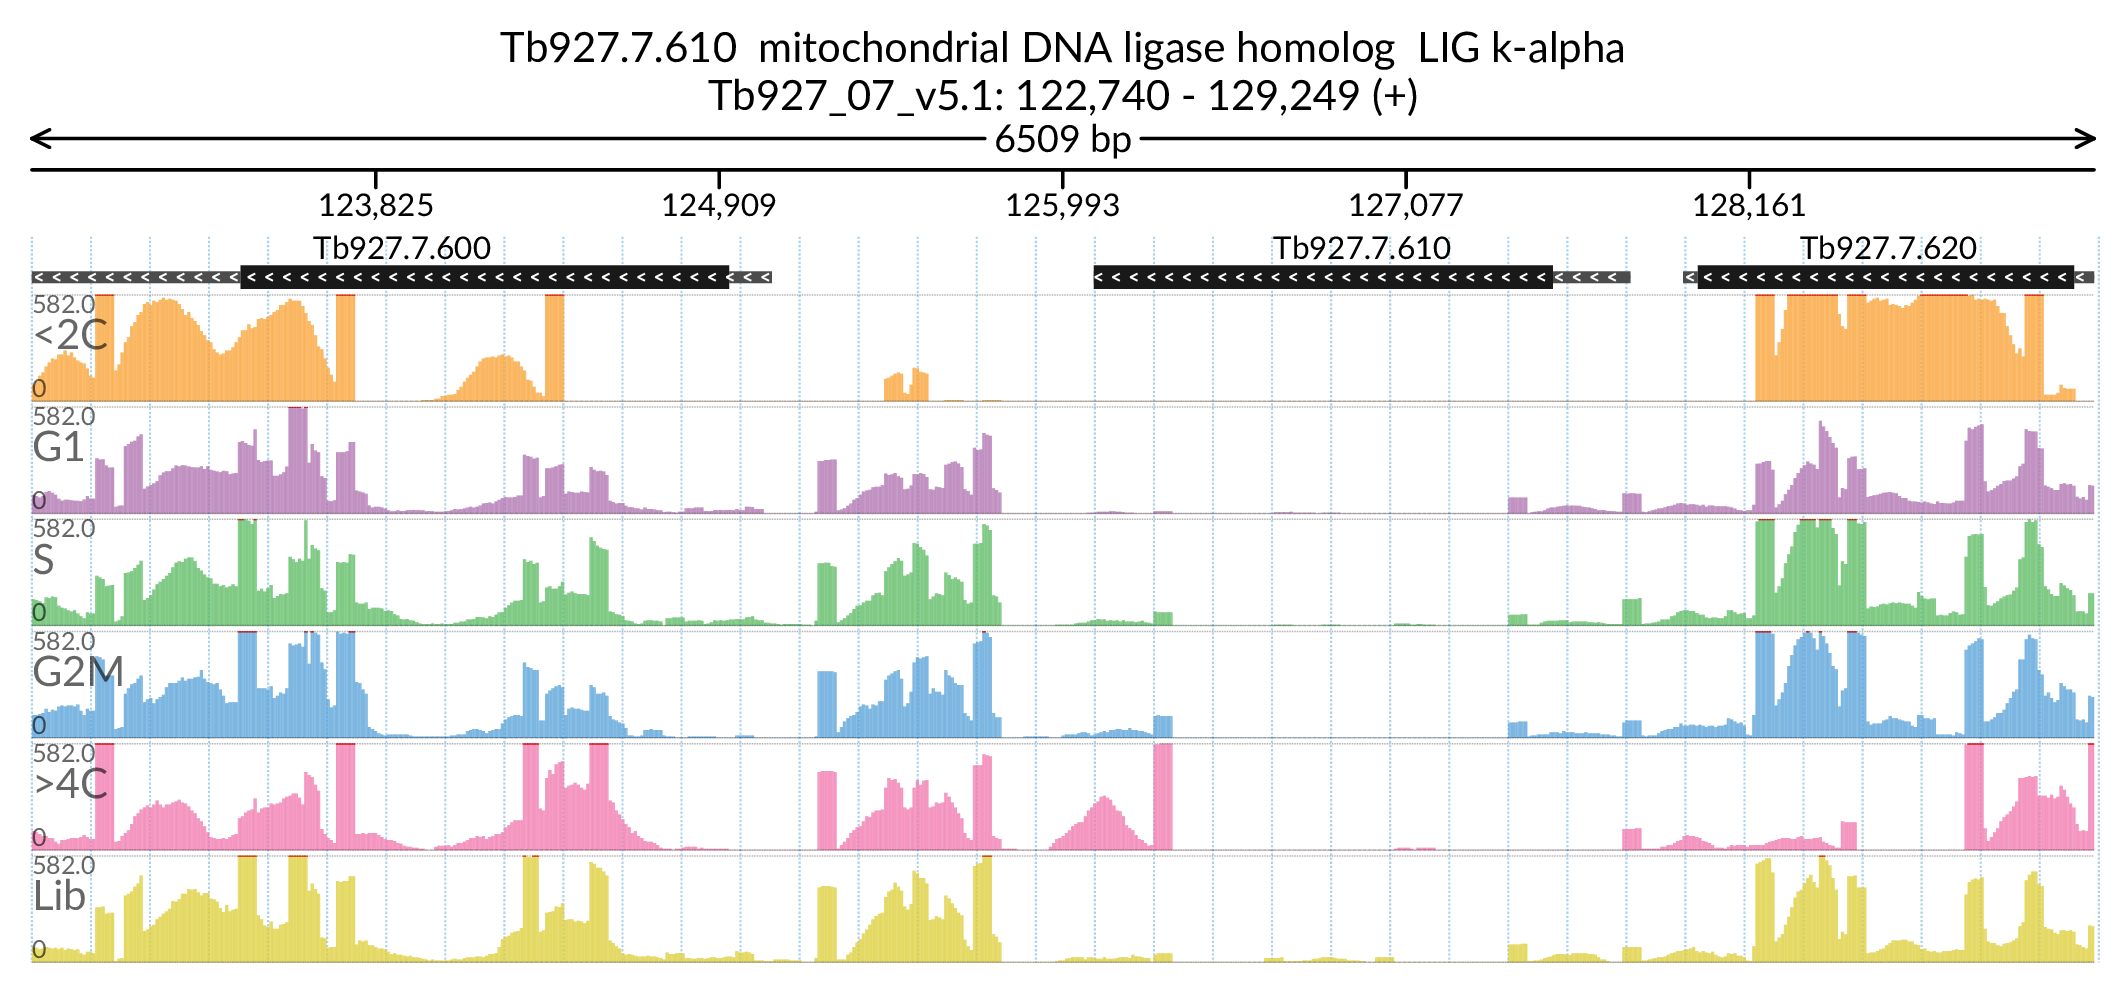 Tb927.7.610  mitochondrial DNA ligase homolog  LIG k-alpha
Tb927_07_v5.1: 122,740 - 129,249 (+)
6509 bp
123,825 124,909 125,993 127,077 128,161
Tb927.7.600 Tb927.7.610 Tb927.7.620
582.0
<2C
0
582.0
G1
0
582.0
S
0
582.0
G2M
0
582.0
>4C
0
582.0
Lib
0